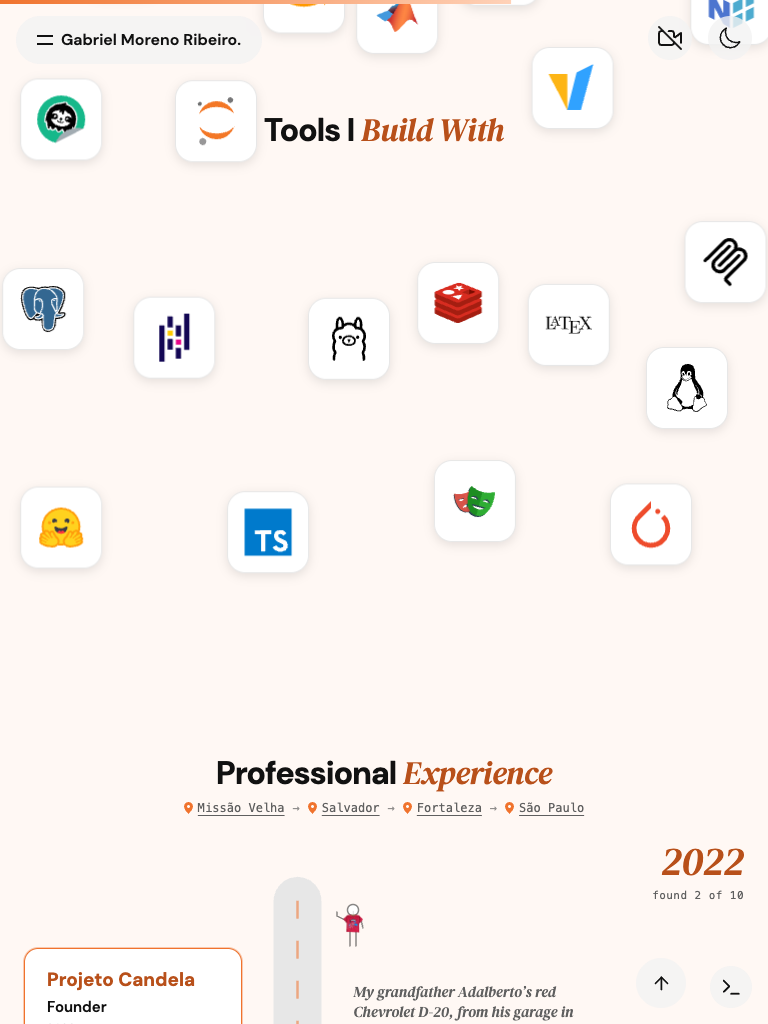 Gabriel Moreno Ribeiro.
Tools I Build With
LATEX
TS
Professional Experience
Missão Velha → Salvador → Fortaleza → São Paulo
2022
found 2 of 10
Projeto Candela
Founder
My grandfather Adalberto's red
Chevrolet D-20, from his garage in